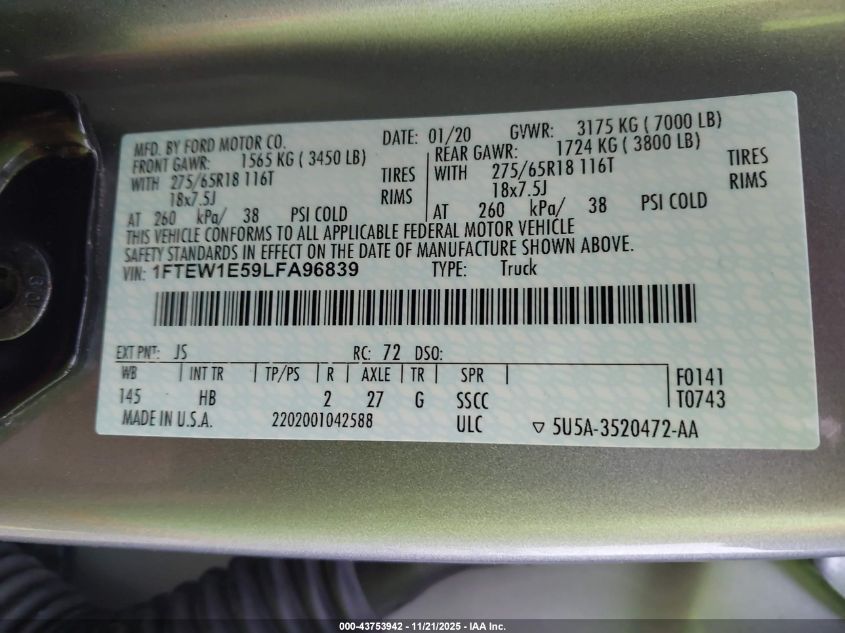 MFD. BY FORD MOTOR CO. DATE: 01/20 GVWR: 3175 KG ( 7000 LB)
FRONT GAWR: 1565 KG ( 3450 LB) REAR GAWR: 1724 KG ( 3800 LB)
WITH 275/65R18 116T TIRES WITH 275/65R18 116T TIRES
18x7.5J RIMS 18x7.5J RIMS
AT 260 kPa/ 38 PSI COLD AT 260 kPa/ 38 PSI COLD
THIS VEHICLE CONFORMS TO ALL APPLICABLE FEDERAL MOTOR VEHICLE
SAFETY STANDARDS IN EFFECT ON THE DATE OF MANUFACTURE SHOWN ABOVE.
VIN: 1FTEW1E59LFA96839 TYPE: Truck
EXT PNT: JS RC: 72 DSO:
WB INT TR TP/PS R AXLE TR SPR F0141
145 HB 2 27 G SSCC T0743
MADE IN U.S.A. 2202001042588 ULC ▽ 5U5A-3520472-AA
000-43753942 - 11/21/2025 - IAA Inc.